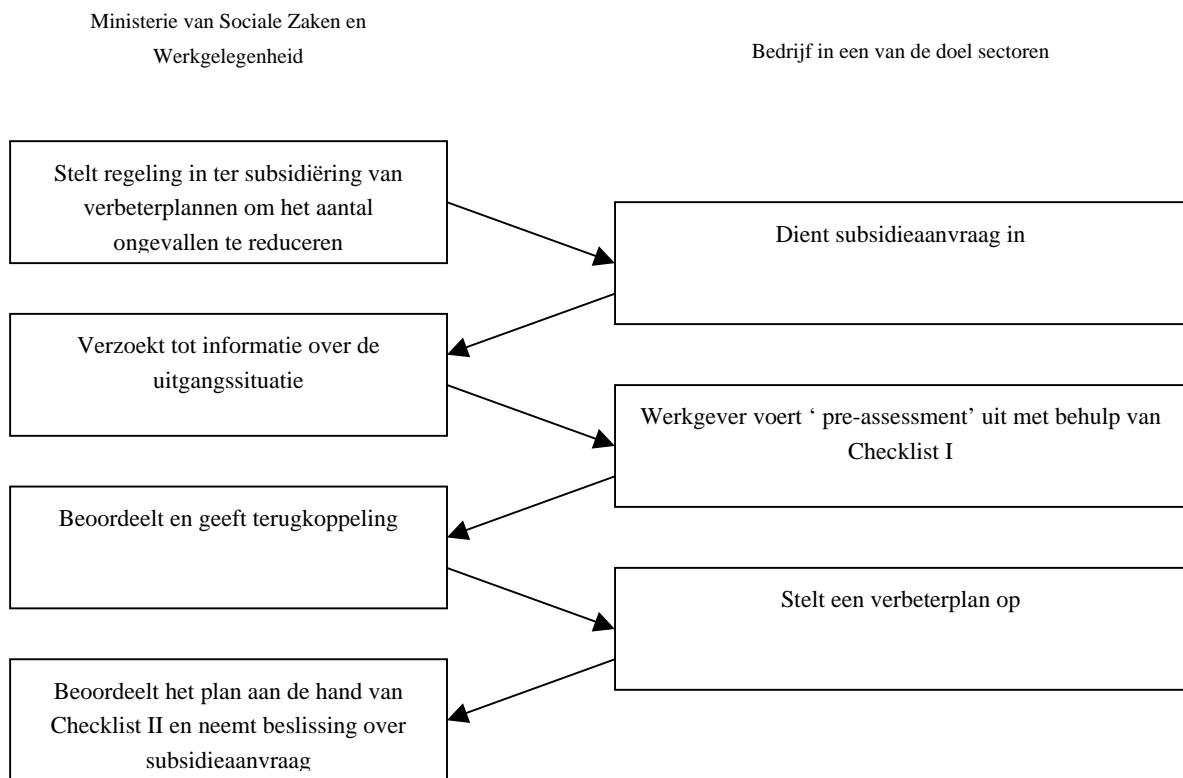 Ministerie van Sociale Zaken en
Werkgelegenheid
Bedrijf in een van de doel sectoren
Stelt regeling in ter subsidiëring van
verbeterplannen om het aantal
ongevallen te reduceren
Dient subsidieaanvraag in
Verzoekt tot informatie over de
uitgangssituatie
Werkgever voert ‘ pre-assessment’ uit met behulp van
Checklist I
Beoordeelt en geeft terugkoppeling
Stelt een verbeterplan op
Beoordeelt het plan aan de hand van
Checklist II en neemt beslissing over
subsidieaanvraag